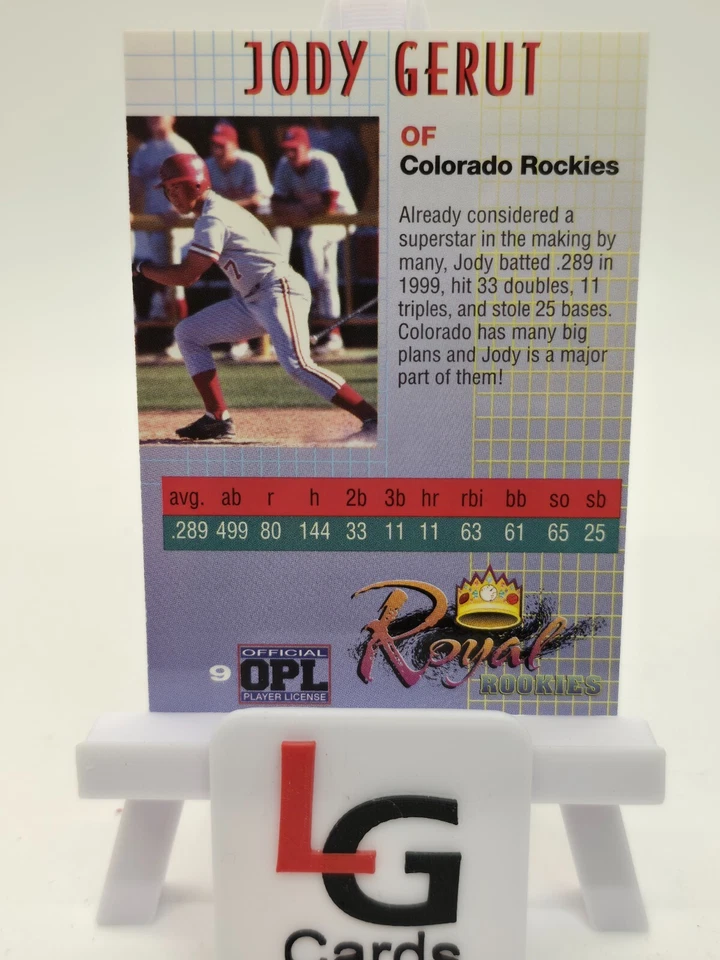 JODY GERUT
OF
Colorado Rockies
Already considered a
superstar in the making by
many, Jody batted .289 in
1999, hit 33 doubles, 11
triples, and stole 25 bases.
Colorado has many big
plans and Jody is a major
part of them!
7
avg. ab r h 2b 3b hr rbi bb so sb
.289 499 80 144 33 11 11 63 61 65 25
Royal
ROOKIES
9
OFFICIAL
OPL
PLAYER LICENSE
LG
Cards